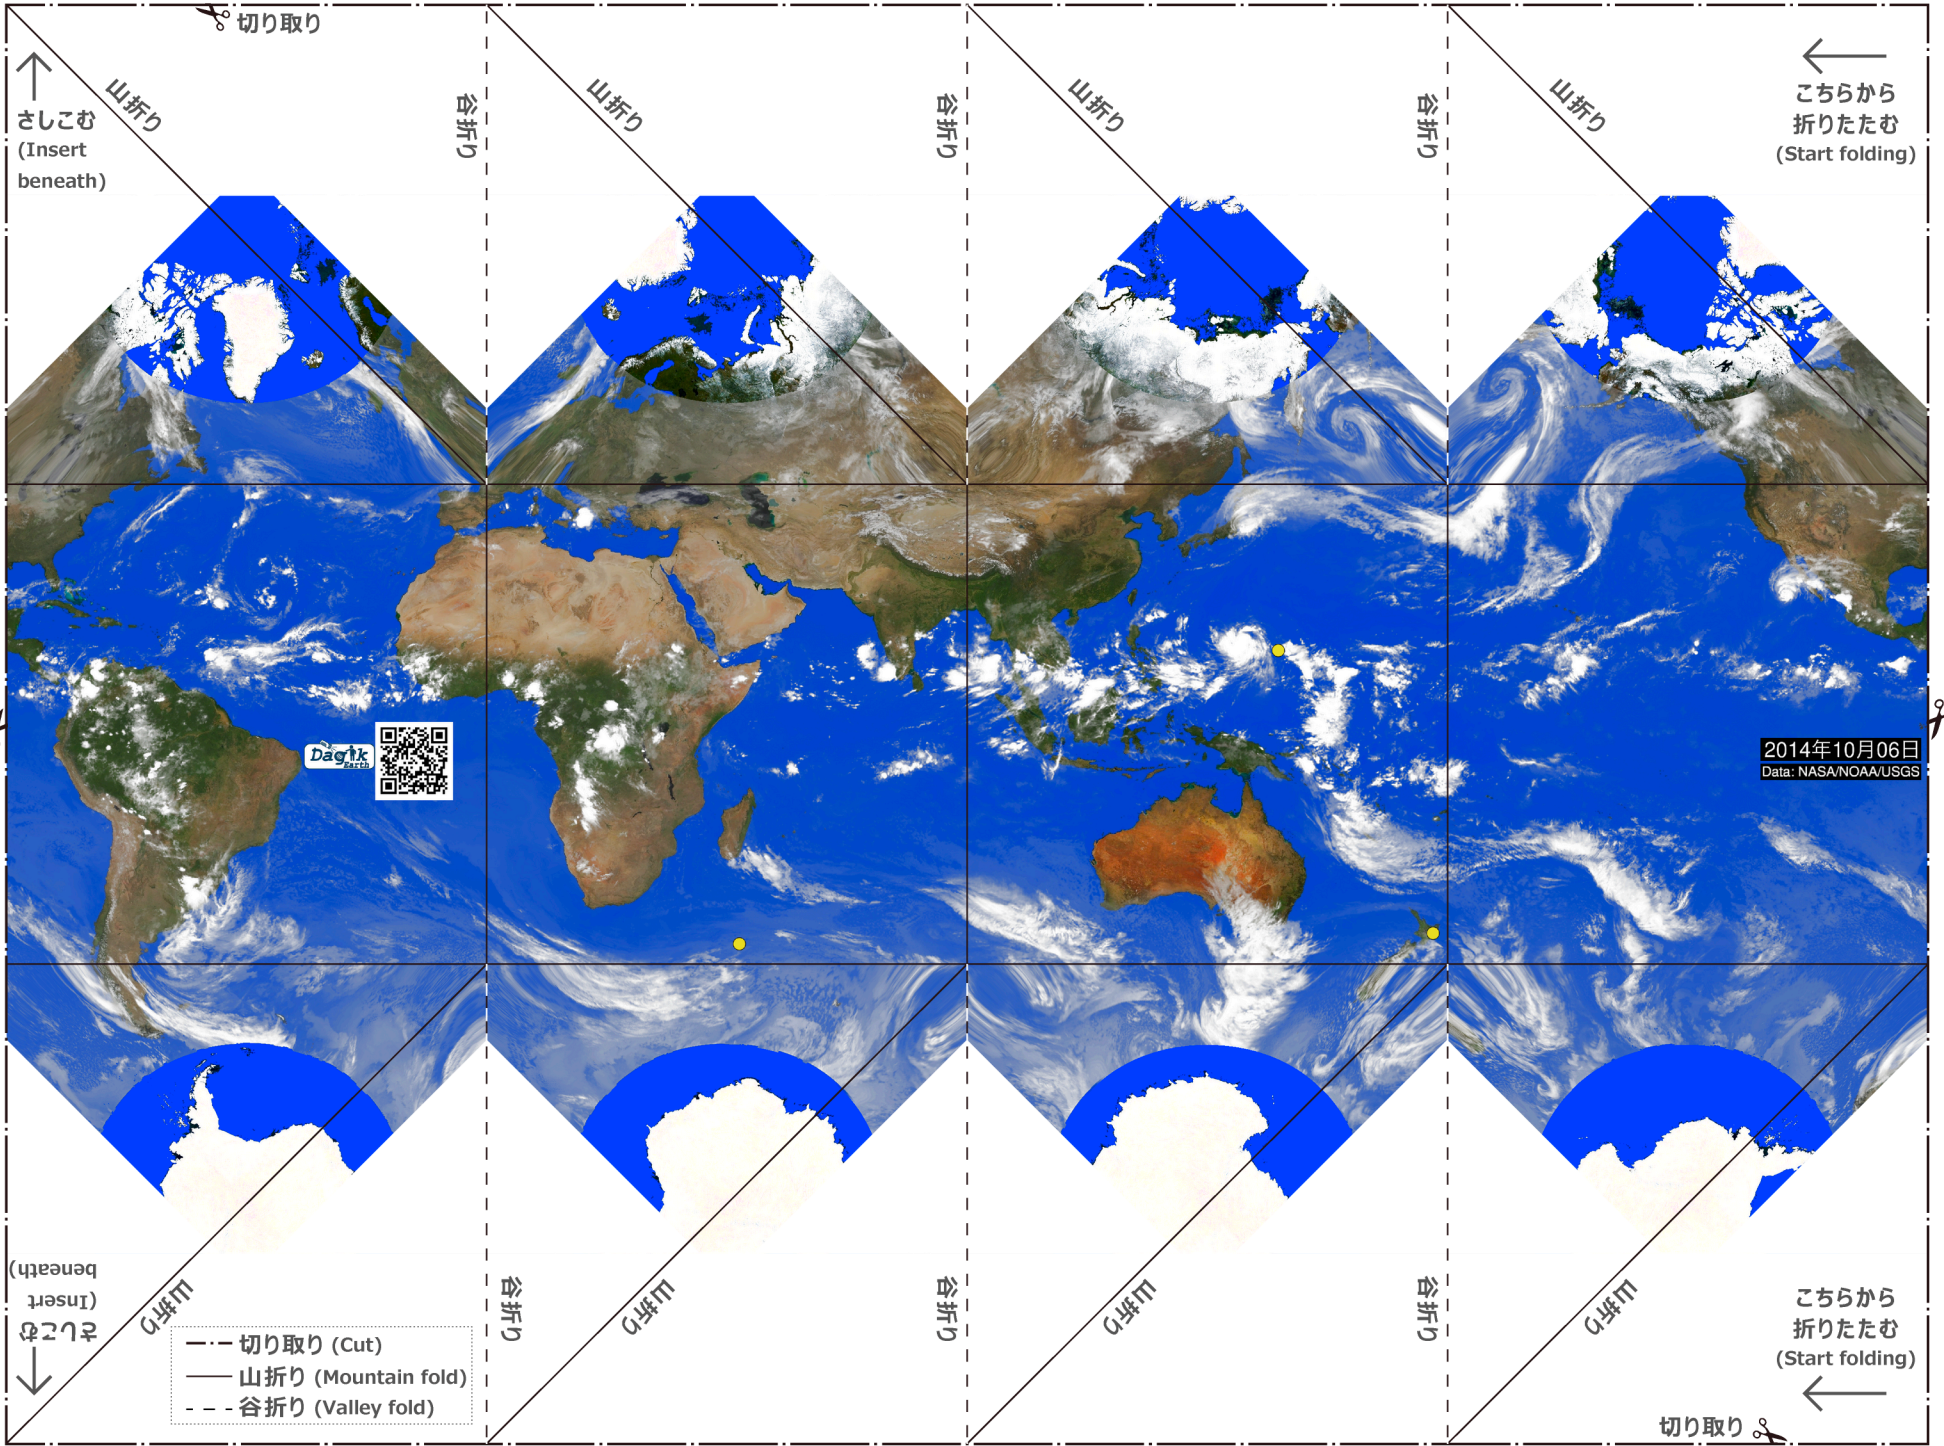 切り取り
さしこむ
(Insert
beneath)
山折り
谷折り
山折り
谷折り
山折り
谷折り
山折り
こちらから
折りたたむ
(Start folding)
Dagik
Earth
2014年10月06日
Data: NASA/NOAA/USGS
さしこむ
(Insert
beneath)
山折り
谷折り
山折り
谷折り
山折り
谷折り
山折り
こちらから
折りたたむ
(Start folding)
切り取り (Cut)
山折り (Mountain fold)
谷折り (Valley fold)
切り取り